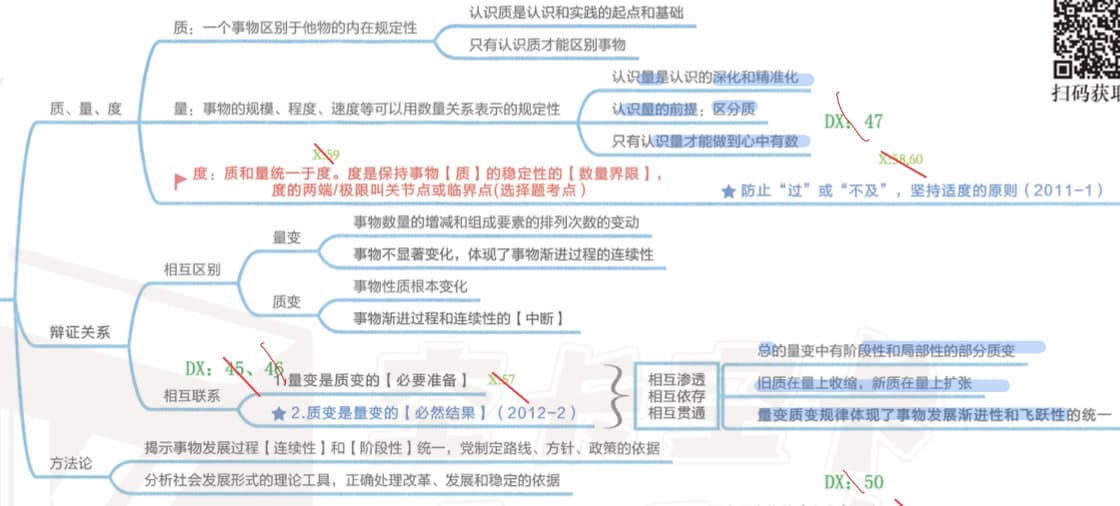 质：一个事物区别于他物的内在规定性
认识质是认识和实践的起点和基础
只有认识质才能区别事物
扫码获取
质、量、度
量：事物的规模、程度、速度等可以用数量关系表示的规定性
认识量是认识的深化和精准化
认识量的前提：区分质
只有认识量才能做到心中有数
DX：47
X:59
度：质和量统一于度。度是保持事物【质】的稳定性的【数量界限】，
度的两端/极限叫关节点或临界点(选择题考点)
X:58,60
★防止“过”或“不及”，坚持适度的原则（2011-1）
辩证关系
相互区别
量变
事物数量的增减和组成要素的排列次数的变动
事物不显著变化，体现了事物渐进过程的连续性
质变
事物性质根本变化
事物渐进过程和连续性的【中断】
相互联系
DX：45、46
1.量变是质变的【必要准备】
X:57
★2.质变是量变的【必然结果】（2012-2）
相互渗透
相互依存
相互贯通
总的量变中有阶段性和局部性的部分质变
旧质在量上收缩，新质在量上扩张
量变质变规律体现了事物发展渐进性和飞跃性的统一
方法论
揭示事物发展过程【连续性】和【阶段性】统一，党制定路线、方针、政策的依据
分析社会发展形式的理论工具，正确处理改革、发展和稳定的依据
DX：50